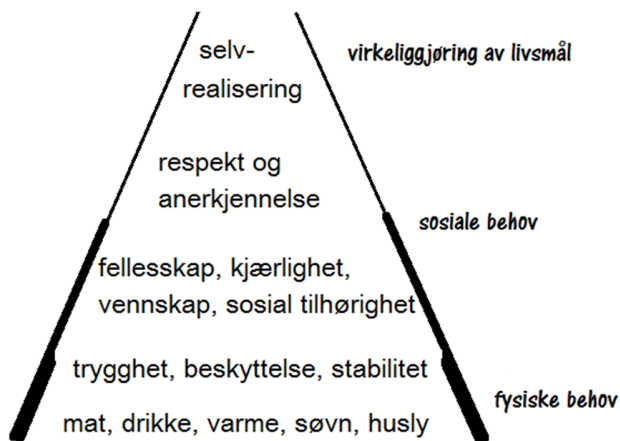 selv-
realisering
virkeliggjøring av livsmål
respekt og
anerkjennelse
sosiale behov
fellesskap, kjærlighet,
vennskap, sosial tilhørighet
trygghet, beskyttelse, stabilitet
fysiske behov
mat, drikke, varme, søvn, husly